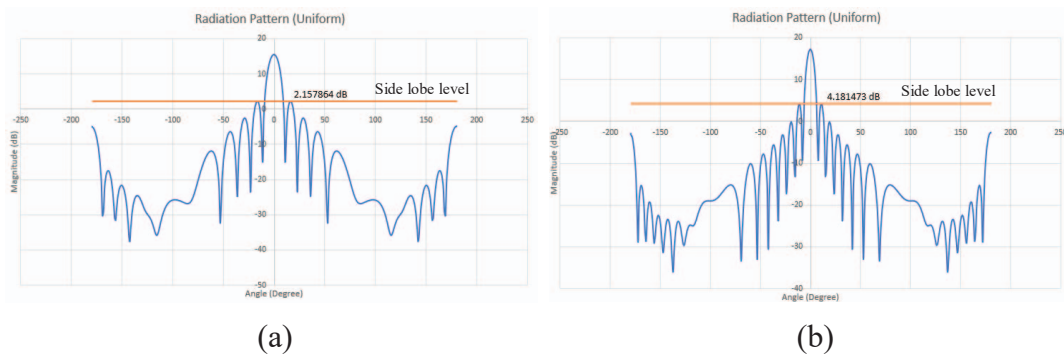 Radiation Pattern (Uniform)
20
10
0
-10
-20
-30
-40
-50
-250 -200 -150 -100 -50 0 50 100 150 200 250
2.157864 dB
Side lobe level
Magnitude (dB)
Angle (Degree)
(a)
Radiation Pattern (Uniform)
20
10
0
-10
-20
-30
-40
-250 -200 -150 -100 -50 0 50 100 150 200 250
4.181473 dB
Side lobe level
Magnitude (dB)
Angle (Degree)
(b)